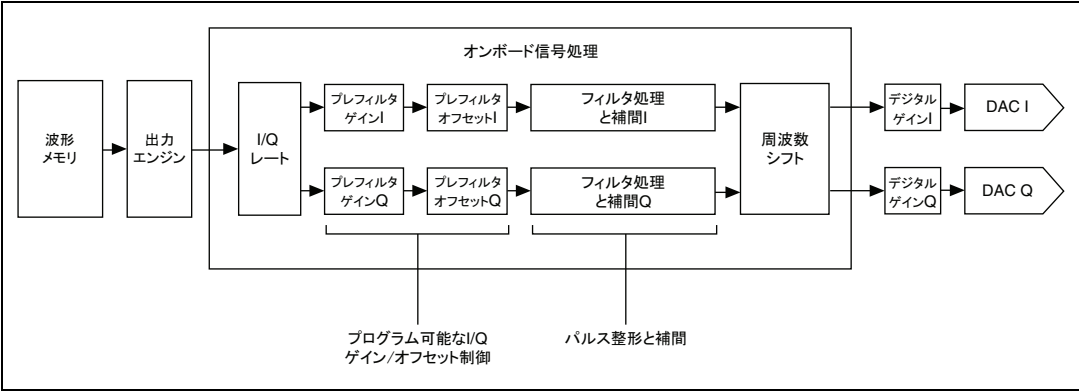 オンボード信号処理
波形
メモリ
出力
エンジン
I/Q
レート
プレフィルタ
ゲインI
プレフィルタ
オフセットI
フィルタ処理
と補間I
周波数
シフト
デジタル
ゲインI
DAC I
プレフィルタ
ゲインQ
プレフィルタ
オフセットQ
フィルタ処理
と補間Q
デジタル
ゲインQ
DAC Q
プログラム可能なI/Q
ゲイン/オフセット制御
パルス整形と補間